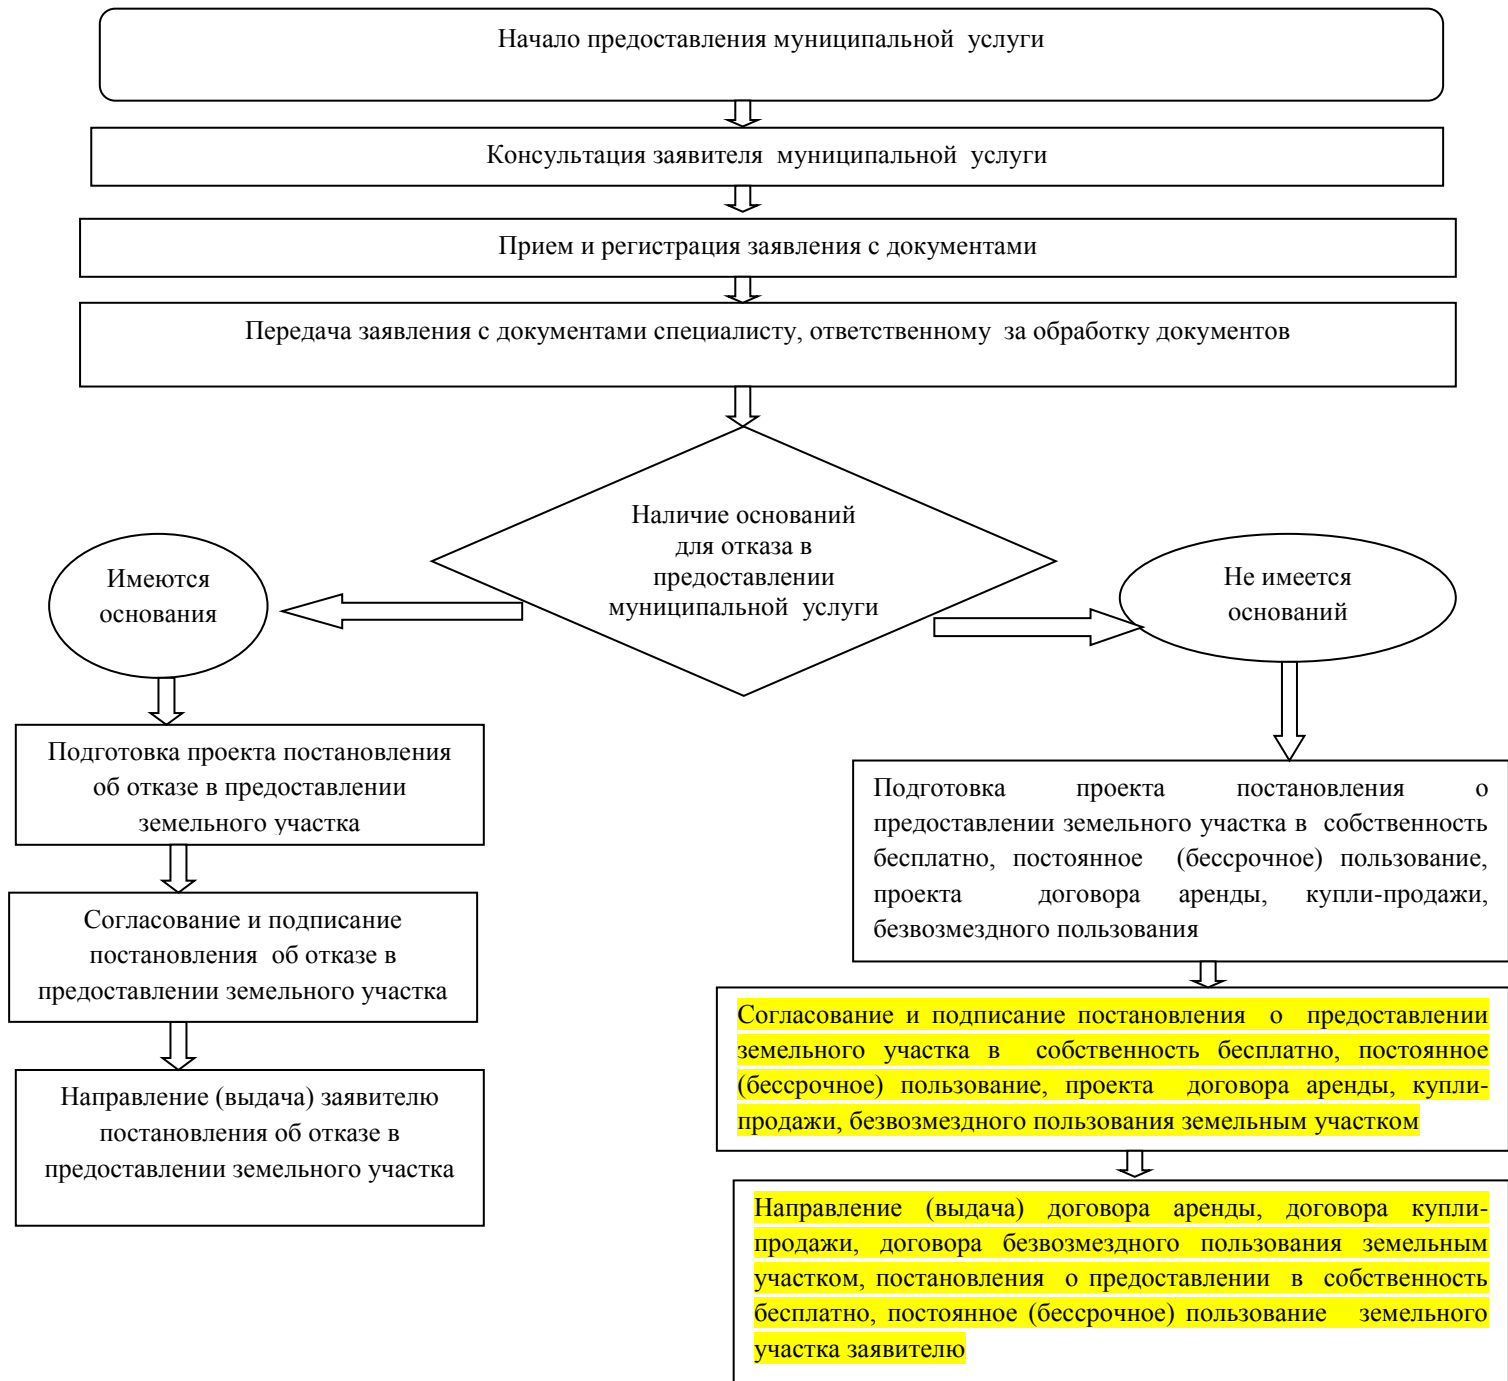 Начало предоставления муниципальной услуги
Консультация заявителя муниципальной услуги
Прием и регистрация заявления с документами
Передача заявления с документами специалисту, ответственному за обработку документов
Наличие оснований
для отказа в
предоставлении
муниципальной услуги
Имеются
основания
Не имеется
оснований
Подготовка проекта постановления
об отказе в предоставлении
земельного участка
Согласование и подписание
постановления об отказе в
предоставлении земельного участка
Направление (выдача) заявителю
постановления об отказе в
предоставлении земельного участка
Подготовка проекта постановления о
предоставлении земельного участка в собственность
бесплатно, постоянное (бессрочное) пользование,
проекта договора аренды, купли-продажи,
безвозмездного пользования
Согласование и подписание постановления о предоставлении
земельного участка в собственность бесплатно, постоянное
(бессрочное) пользование, проекта договора аренды, купли-
продажи, безвозмездного пользования земельным участком
Направление (выдача) договора аренды, договора купли-
продажи, договора безвозмездного пользования земельным
участком, постановления о предоставлении в собственность
бесплатно, постоянное (бессрочное) пользование земельного
участка заявителю